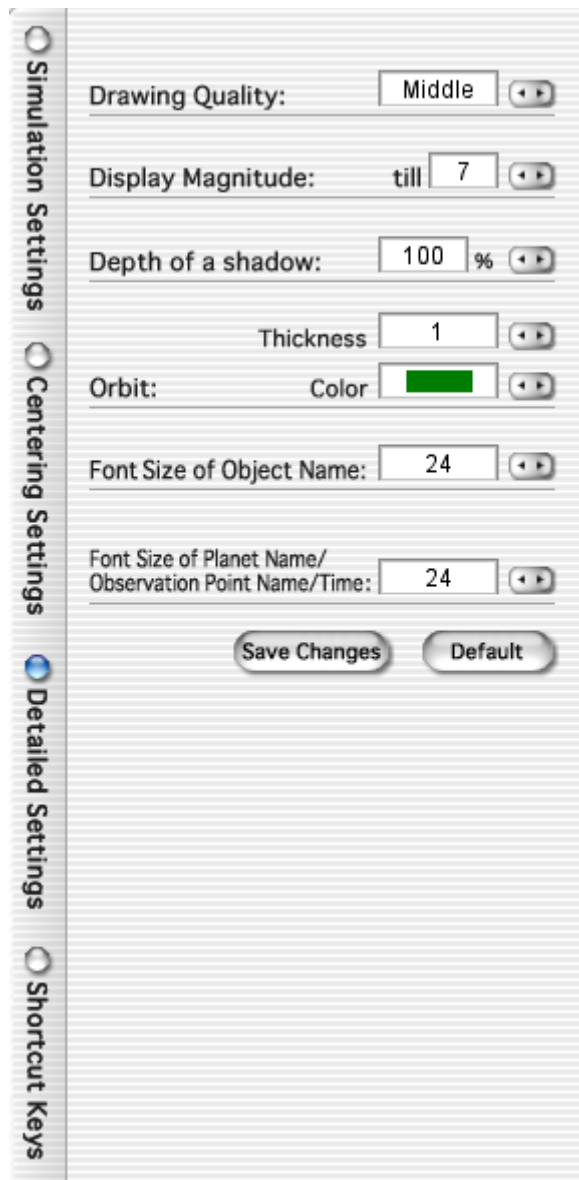 Simulation Settings
Centering Settings
Detailed Settings
Shortcut Keys
Drawing Quality: Middle
Display Magnitude: till 7
Depth of a shadow: 100 %
Thickness 1
Orbit: Color
Font Size of Object Name: 24
Font Size of Planet Name/
Observation Point Name/Time: 24
Save Changes Default